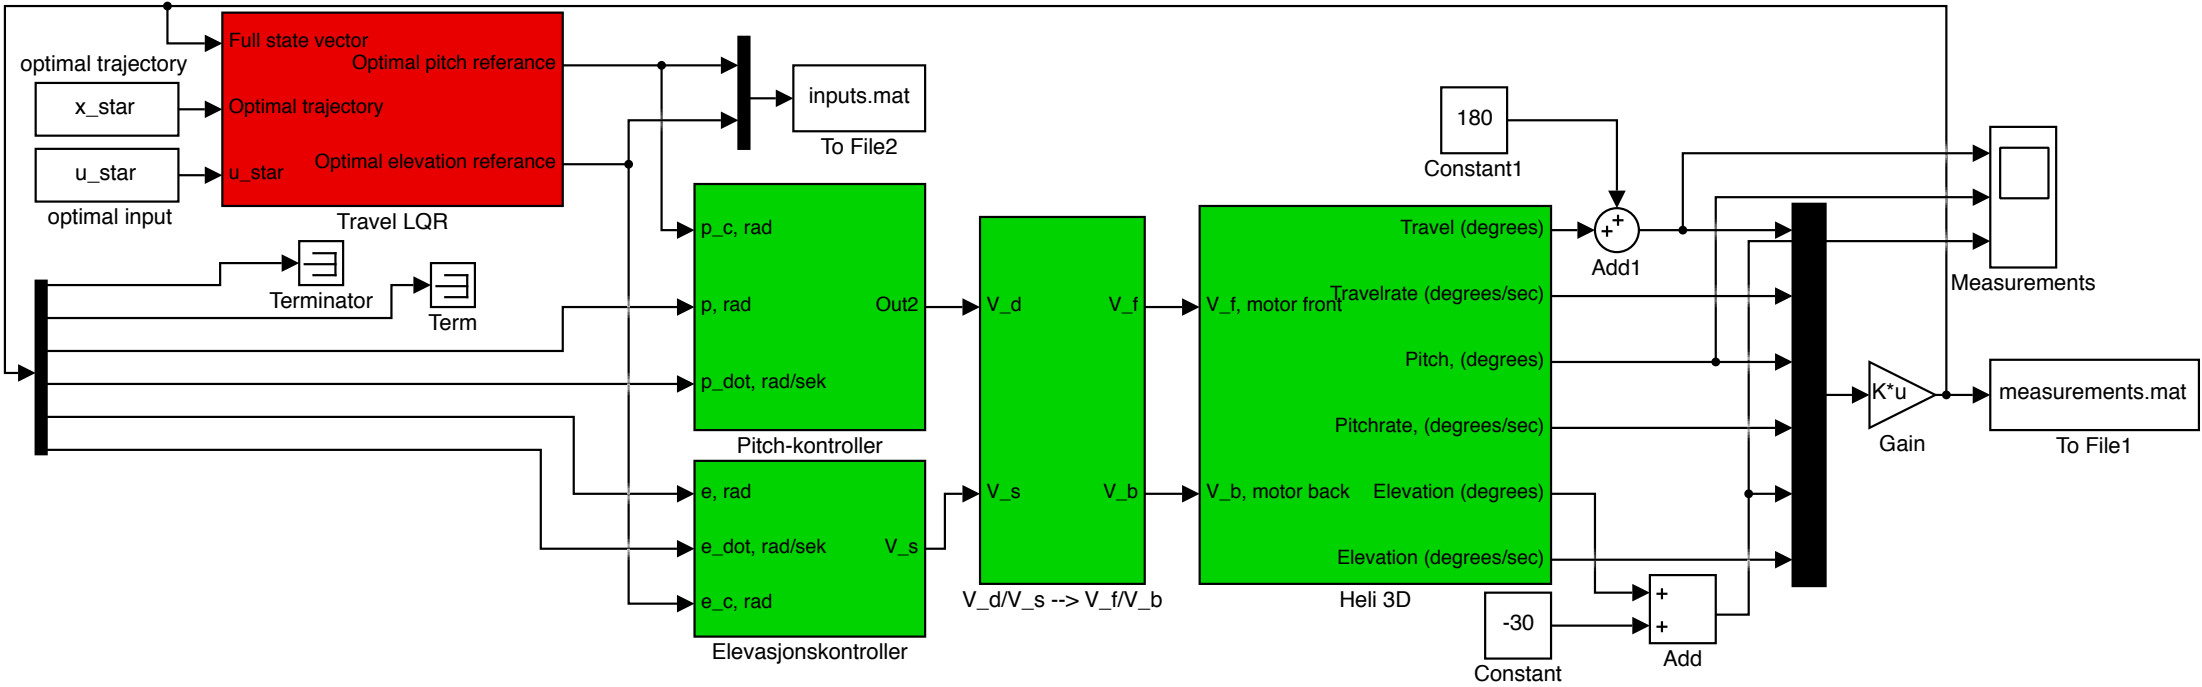 optimal trajectory
x_star
u_star
optimal input
Full state vector
Optimal pitch referance
Optimal trajectory
Optimal elevation referance
u_star
Travel LQR
inputs.mat
To File2
Terminator
Term
p_c, rad
p, rad
Out2
p_dot, rad/sek
Pitch-kontroller
e, rad
e_dot, rad/sek
V_s
e_c, rad
Elevasjonskontroller
V_d
V_f
V_s
V_b
V_d/V_s --> V_f/V_b
V_f, motor front
V_b, motor back
Travel (degrees)
Travelrate (degrees/sec)
Pitch, (degrees)
Pitchrate, (degrees/sec)
Elevation (degrees)
Elevation (degrees/sec)
Heli 3D
180
Constant1
+
+
Add1
-30
Constant
+
+
Add
Measurements
K*u
Gain
measurements.mat
To File1